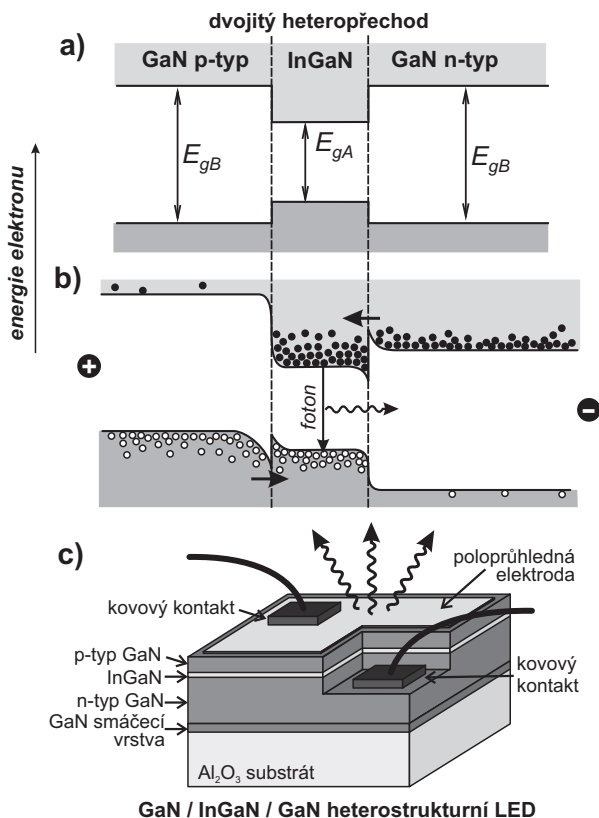 dvojitý heteropřechod
a)
GaN p-typ InGaN GaN n-typ
E_gB
E_gA
E_gB
energie elektronu
b)
+
-
foton
c)
poloprůhledná
elektroda
kovový kontakt
p-typ GaN
InGaN
n-typ GaN
GaN smáčecí
vrstva
kovový
kontakt
Al₂O₃ substrát
GaN / InGaN / GaN heterostrukturní LED